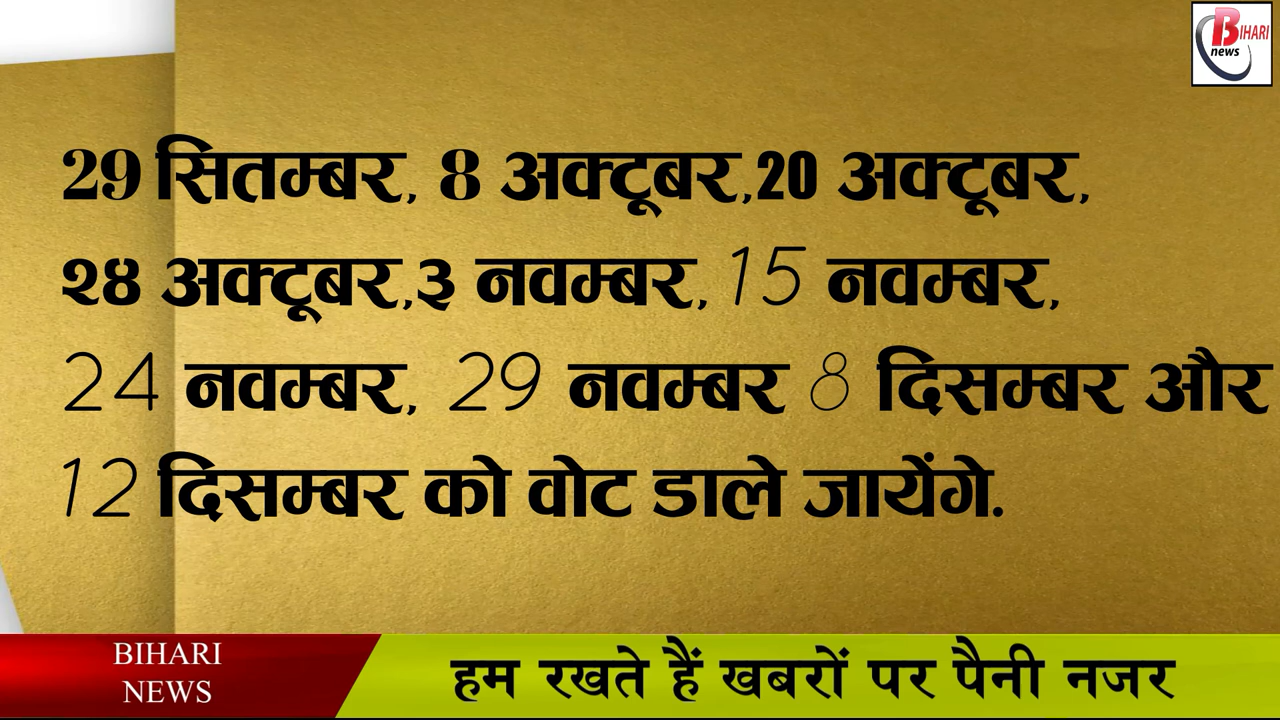 BIHARI
news
29 सितम्बर, 8 अक्टूबर,20 अक्टूबर,
२४ अक्टूबर,३ नवम्बर, 15 नवम्बर,
24 नवम्बर, 29 नवम्बर 8 दिसम्बर और
12 दिसम्बर को वोट डाले जायेंगे.
BIHARI
NEWS
हम रखते हैं खबरों पर पैनी नजर